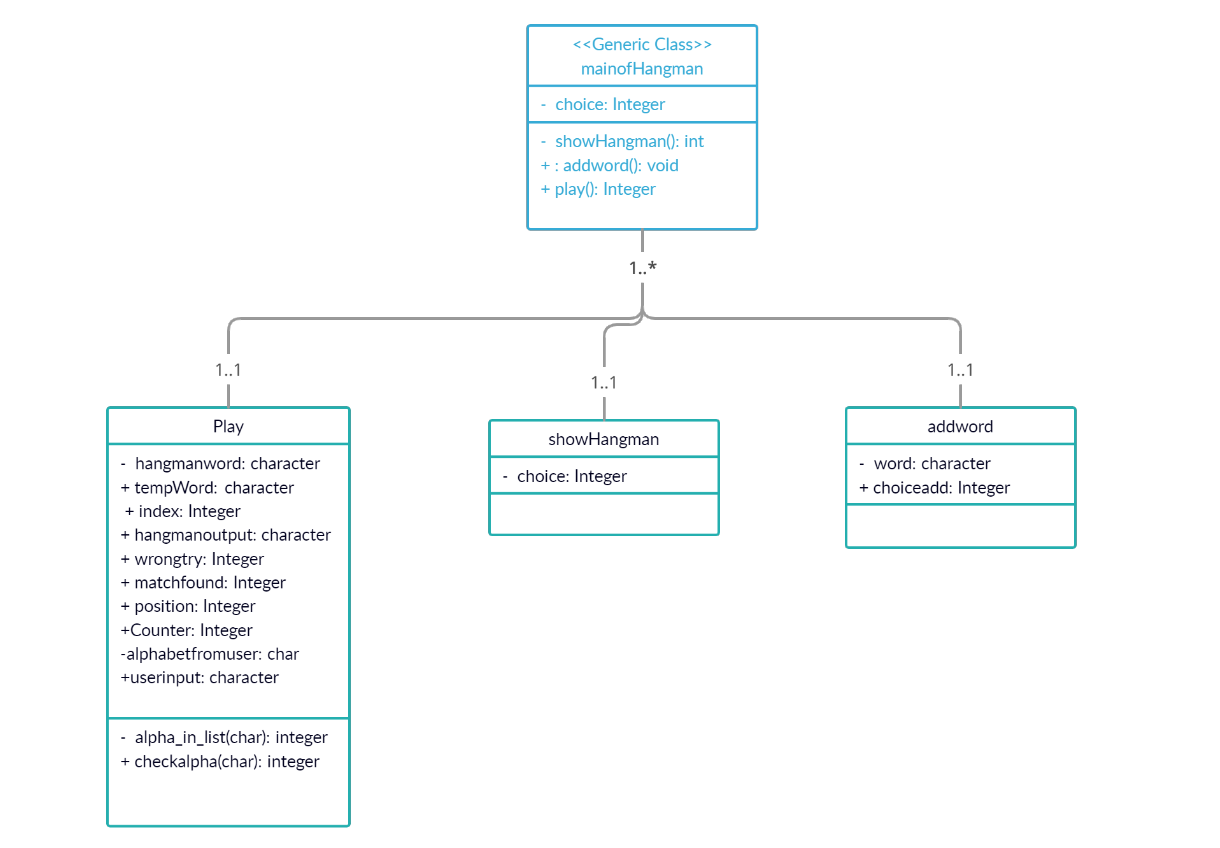 <<Generic Class>>
mainofHangman
- choice: Integer
- showHangman(): int
+ : addword(): void
+ play(): Integer
1..*
1..1
1..1
1..1
Play
- hangmanword: character
+ tempWord: character
+ index: Integer
+ hangmanoutput: character
+ wrongtry: Integer
+ matchfound: Integer
+ position: Integer
+Counter: Integer
-alphabetfromuser: char
+userinput: character
- alpha_in_list(char): integer
+ checkalpha(char): integer
showHangman
- choice: Integer
addword
- word: character
+ choiceadd: Integer